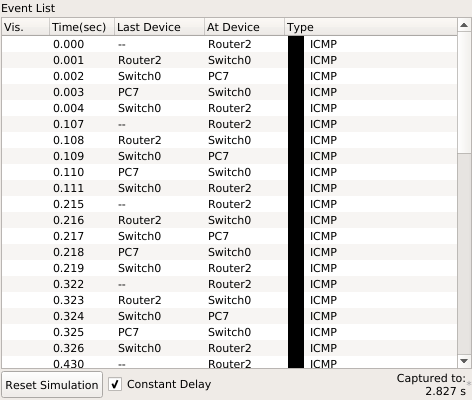 Event List
Vis. Time(sec) Last Device At Device Type
0.000 -- Router2 ICMP
0.001 Router2 Switch0 ICMP
0.002 Switch0 PC7 ICMP
0.003 PC7 Switch0 ICMP
0.004 Switch0 Router2 ICMP
0.107 -- Router2 ICMP
0.108 Router2 Switch0 ICMP
0.109 Switch0 PC7 ICMP
0.110 PC7 Switch0 ICMP
0.111 Switch0 Router2 ICMP
0.215 -- Router2 ICMP
0.216 Router2 Switch0 ICMP
0.217 Switch0 PC7 ICMP
0.218 PC7 Switch0 ICMP
0.219 Switch0 Router2 ICMP
0.322 -- Router2 ICMP
0.323 Router2 Switch0 ICMP
0.324 Switch0 PC7 ICMP
0.325 PC7 Switch0 ICMP
0.326 Switch0 Router2 ICMP
0.430 -- Router2 ICMP
Reset Simulation Constant Delay Captured to:
2.827 s